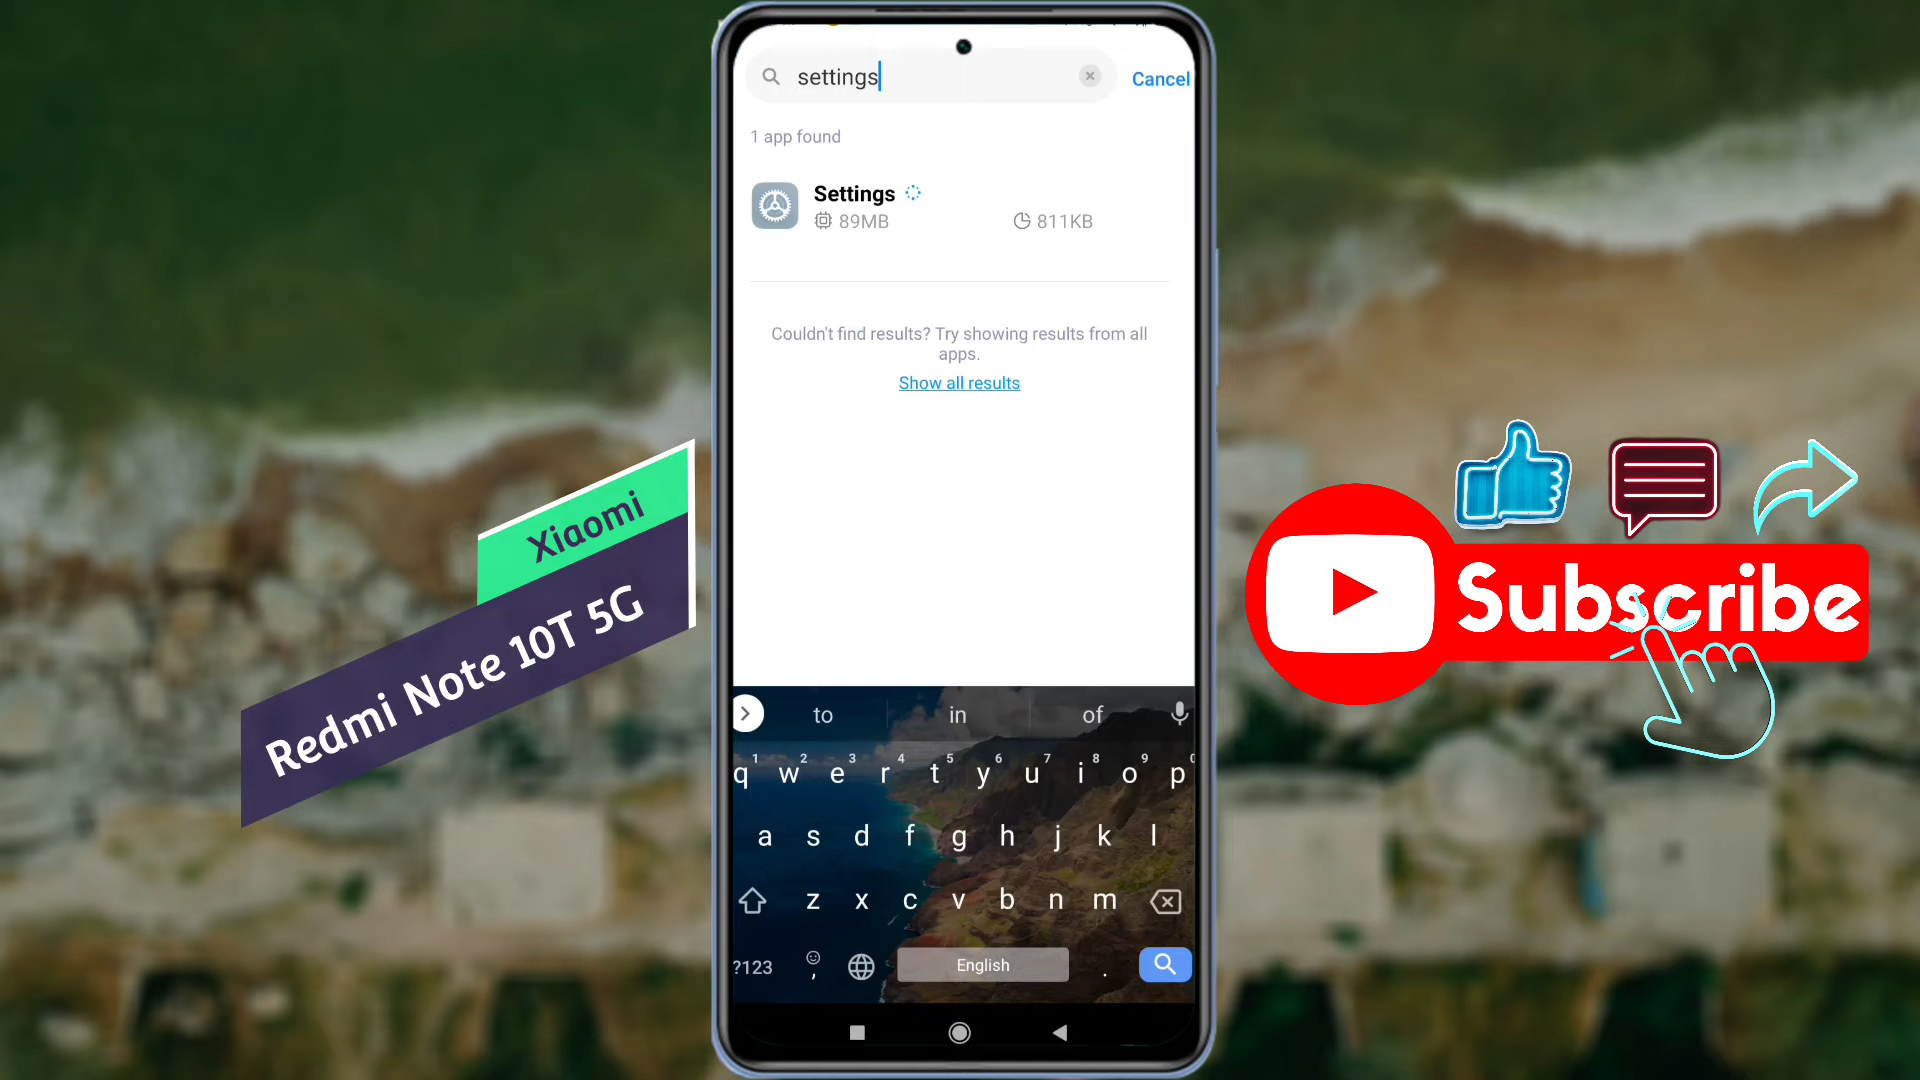 settings
Cancel
1 app found
Settings
89MB
811KB
Couldn't find results? Try showing results from all
apps.
Show all results
Xiaomi
Redmi Note 10T 5G
Subscribe
to in of
1 2 3 4 5 6 7 8 9 0
q w e r t y u i o p
a s d f g h j k l
z x c v b n m
?123 , English .